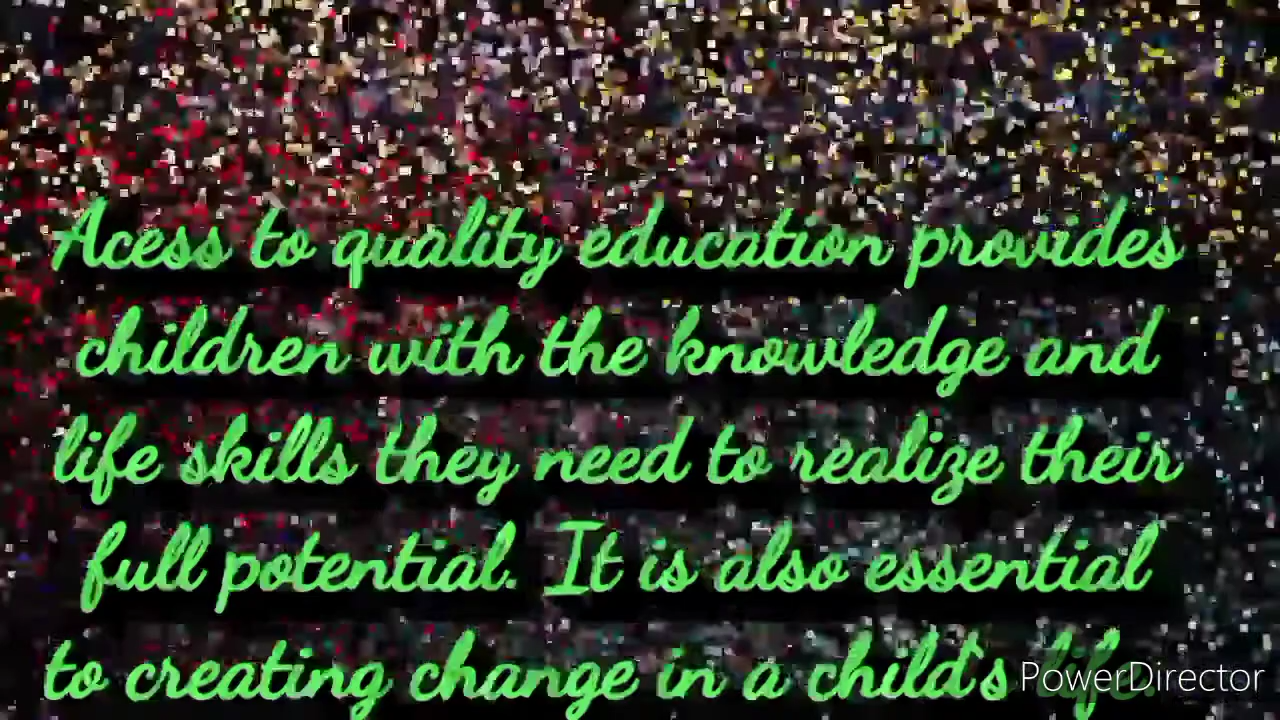 Acess to quality education provides
children with the knowledge and
life skills they need to realize their
full potential. It is also essential
to creating change in a child's life.
PowerDirector